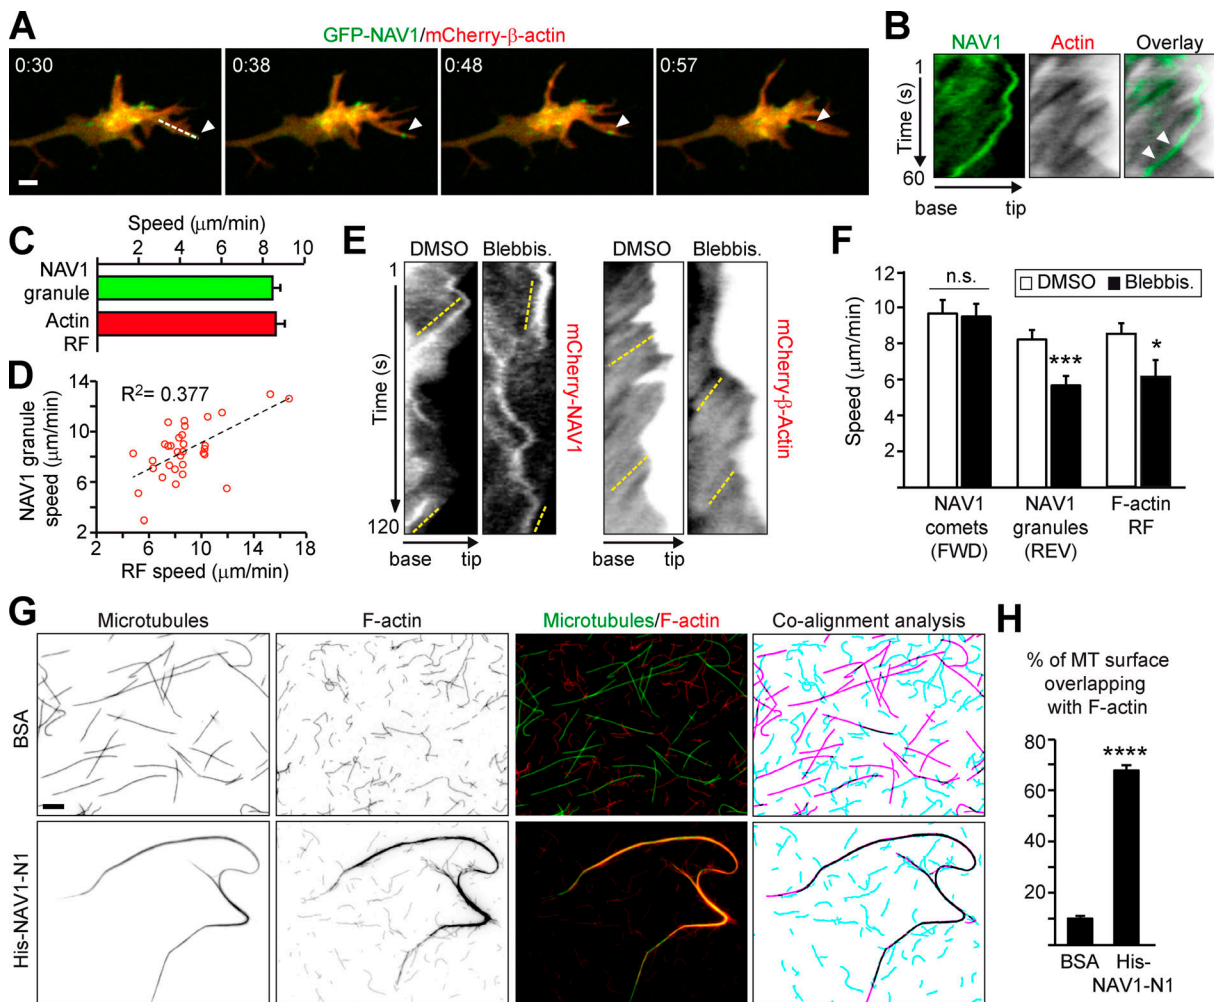 A
GFP-NAV1/mCherry-β-actin
0:30
0:38
0:48
0:57
B
NAV1
Actin
Overlay
1
Time (s)
60
base
tip
C
Speed (μm/min)
2
4
6
8
10
NAV1
granule
Actin
RF
D
R²= 0.377
NAV1 granule
speed (μm/min)
14
10
6
2
2
6
10
14
18
RF speed (μm/min)
E
DMSO
Blebbis.
DMSO
Blebbis.
1
Time (s)
120
mCherry-NAV1
mCherry-β-Actin
base
tip
base
tip
F
Speed (μm/min)
12
10
8
6
4
2
n.s.
DMSO
Blebbis.
***
*
NAV1
comets
(FWD)
NAV1
granules
(REV)
F-actin
RF
G
Microtubules
F-actin
Microtubules/F-actin
Co-alignment analysis
BSA
His-NAV1-N1
H
% of MT surface
overlapping
with F-actin
80
60
40
20
****
BSA
His-
NAV1-N1